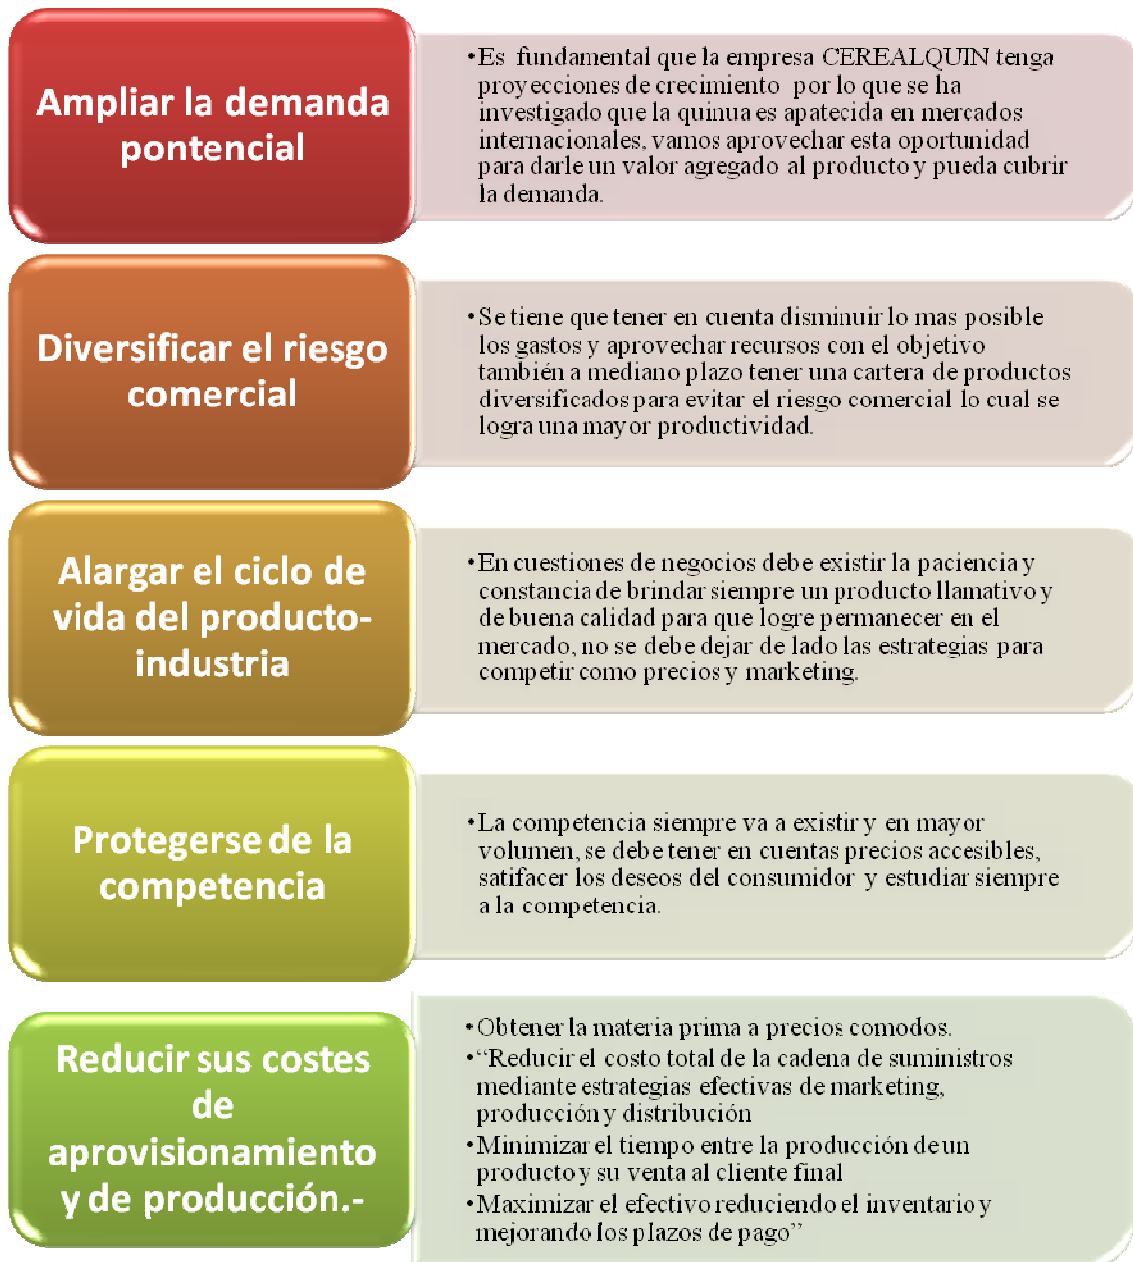 Ampliar la demanda
pontencial
•Es fundamental que la empresa CEREALQUIN tenga
proyecciones de crecimiento por lo que se ha
investigado que la quinua es apatecida en mercados
internacionales, vamos aprovechar esta oportunidad
para darle un valor agregado al producto y pueda cubrir
la demanda.
Diversificar el riesgo
comercial
•Se tiene que tener en cuenta disminuir lo mas posible
los gastos y aprovechar recursos con el objetivo
también a mediano plazo tener una cartera de productos
diversificados para evitar el riesgo comercial lo cual se
logra una mayor productividad.
Alargar el ciclo de
vida del producto-
industria
•En cuestiones de negocios debe existir la paciencia y
constancia de brindar siempre un producto llamativo y
de buena calidad para que logre permanecer en el
mercado, no se debe dejar de lado las estrategias para
competir como precios y marketing.
Protegerse de la
competencia
•La competencia siempre va a existir y en mayor
volumen, se debe tener en cuentas precios accesibles,
satifacer los deseos del consumidor y estudiar siempre
a la competencia.
Reducir sus costes
de
aprovisionamiento
y de producción.-
•Obtener la materia prima a precios comodos.
•“Reducir el costo total de la cadena de suministros
mediante estrategias efectivas de marketing,
producción y distribución
•Minimizar el tiempo entre la producción de un
producto y su venta al cliente final
•Maximizar el efectivo reduciendo el inventario y
mejorando los plazos de pago”